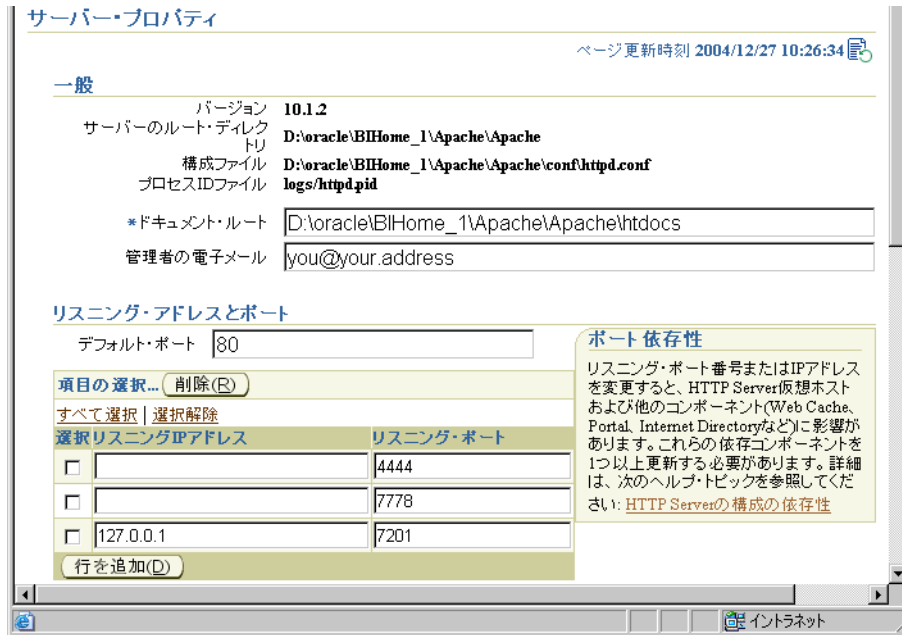 サーバー・プロパティ
ページ更新時刻 2004/12/27 10:26:34
一般
バージョン 10.1.2
サーバーのルート・ディレクトリ D:\oracle\BIHome_1\Apache\Apache
構成ファイル D:\oracle\BIHome_1\Apache\Apache\conf\httpd.conf
プロセスIDファイル logs/httpd.pid
*ドキュメント・ルート D:\oracle\BIHome_1\Apache\Apache\htdocs
管理者の電子メール you@your.address
リスニング・アドレスとポート
デフォルト・ポート 80
項目の選択... 削除(R)
すべて選択 | 選択解除
選択 リスニングIPアドレス リスニング・ポート
4444
7778
127.0.0.1 7201
行を追加(D)
ポート依存性
リスニング・ポート番号またはIPアドレス
を変更すると、HTTP Server仮想ホスト
および他のコンポーネント(Web Cache、
Portal、Internet Directoryなど)に影響が
あります。これらの依存コンポーネントを
1つ以上更新する必要があります。詳細
は、次のヘルプ・トピックを参照してくだ
さい: HTTP Serverの構成の依存性
イントラネット